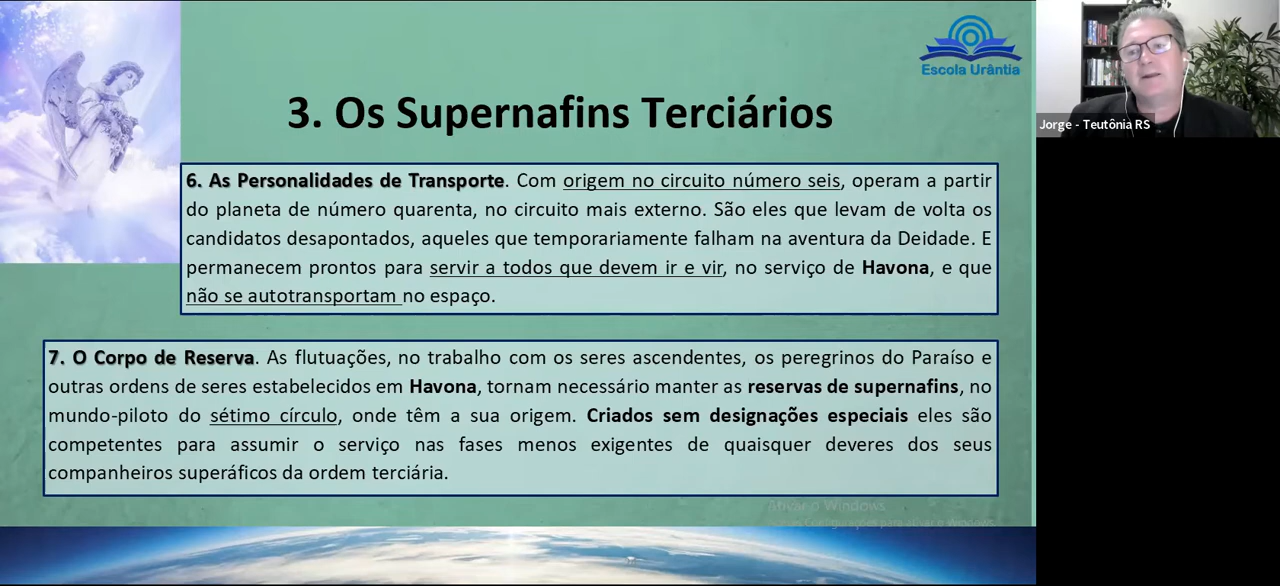 Escola Urântia
3. Os Supernafins Terciários
6. As Personalidades de Transporte. Com origem no circuito número seis, operam a partir
do planeta de número quarenta, no circuito mais externo. São eles que levam de volta os
candidatos desapontados, aqueles que temporariamente falham na aventura da Deidade. E
permanecem prontos para servir a todos que devem ir e vir, no serviço de Havona, e que
não se autotransportam no espaço.
7. O Corpo de Reserva. As flutuações, no trabalho com os seres ascendentes, os peregrinos do Paraíso e
outras ordens de seres estabelecidos em Havona, tornam necessário manter as reservas de supernafins, no
mundo-piloto do sétimo círculo, onde têm a sua origem. Criados sem designações especiais eles são
competentes para assumir o serviço nas fases menos exigentes de quaisquer deveres dos seus
companheiros superáficos da ordem terciária.
Ativar o Windows
Configurações para ativar o Windows.
Jorge - Teutônia RS